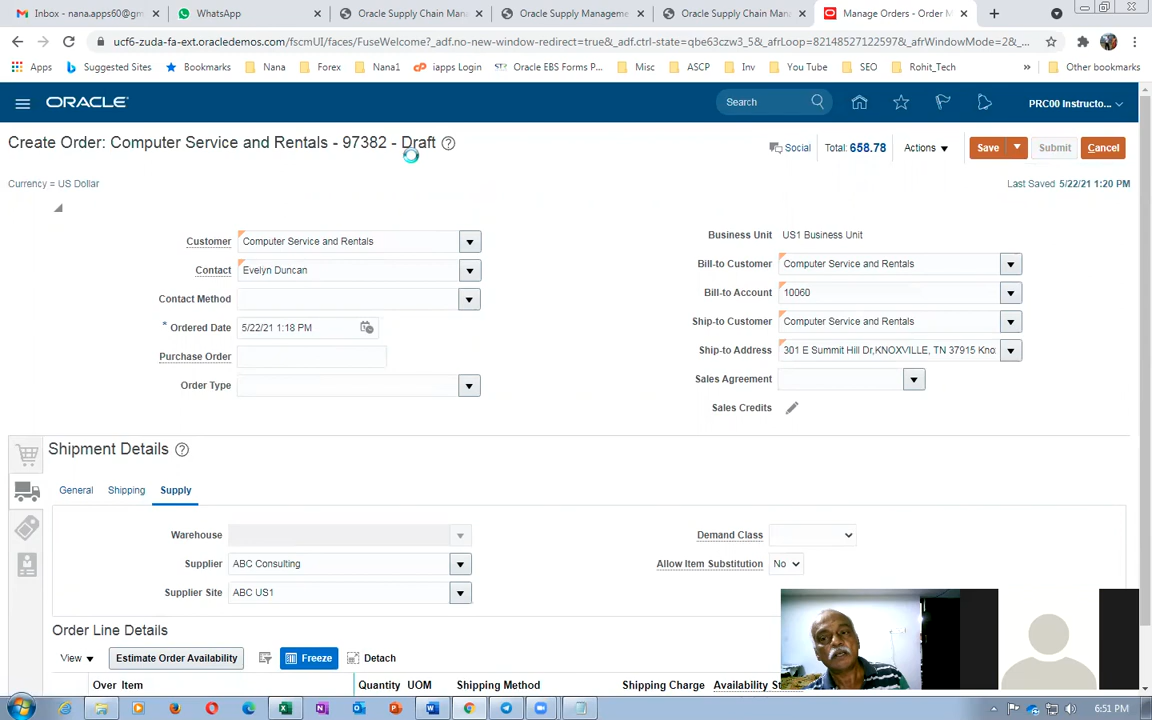 Inbox - nana.apps60@gm
WhatsApp
Oracle Supply Chain Man
Oracle Supply Manageme
Oracle Supply Chain Man
Manage Orders - Order M
ucf6-zuda-fa-ext.oracledemos.com/fscmUI/faces/FuseWelcome?_adf.no-new-window-redirect=true&_adf.ctrl-state=qbe63czw3_5&_afrLoop=82148527122597&_afrWindowMode=2&_...
Apps Suggested Sites Bookmarks Nana Forex Nana1 iapps Login Oracle EBS Forms P... Misc ASCP Inv You Tube SEO Rohit_Tech » Other bookmarks
ORACLE Search PRC00 Instructo...
Create Order: Computer Service and Rentals - 97382 - Draft
Social Total: 658.78 Actions Save Submit Cancel
Currency = US Dollar Last Saved 5/22/21 1:20 PM
Customer Computer Service and Rentals
Contact Evelyn Duncan
Contact Method
* Ordered Date 5/22/21 1:18 PM
Purchase Order
Order Type
Business Unit US1 Business Unit
Bill-to Customer Computer Service and Rentals
Bill-to Account 10060
Ship-to Customer Computer Service and Rentals
Ship-to Address 301 E Summit Hill Dr,KNOXVILLE, TN 37915 Kno
Sales Agreement
Sales Credits
Shipment Details
General Shipping Supply
Warehouse
Supplier ABC Consulting
Supplier Site ABC US1
Demand Class
Allow Item Substitution No
Order Line Details
View Estimate Order Availability Freeze Detach
Over Item Quantity UOM Shipping Method Shipping Charge Availability
6:51 PM